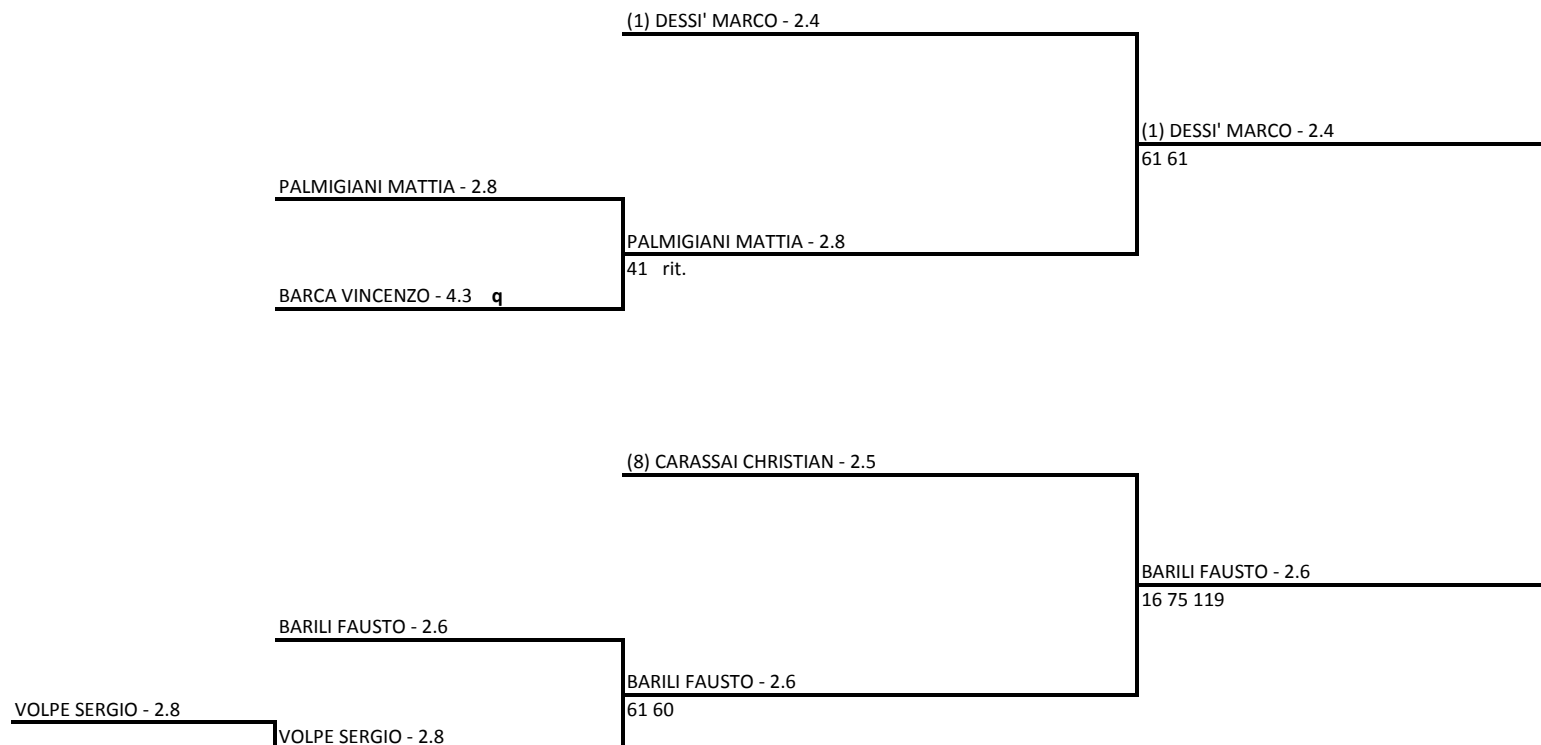 (1) DESSI' MARCO - 2.4
(1) DESSI' MARCO - 2.4
61 61
PALMIGIANI MATTIA - 2.8
PALMIGIANI MATTIA - 2.8
41 rit.
BARCA VINCENZO - 4.3 q
(8) CARASSAI CHRISTIAN - 2.5
BARILI FAUSTO - 2.6
16 75 119
BARILI FAUSTO - 2.6
BARILI FAUSTO - 2.6
61 60
VOLPE SERGIO - 2.8
VOLPE SERGIO - 2.8